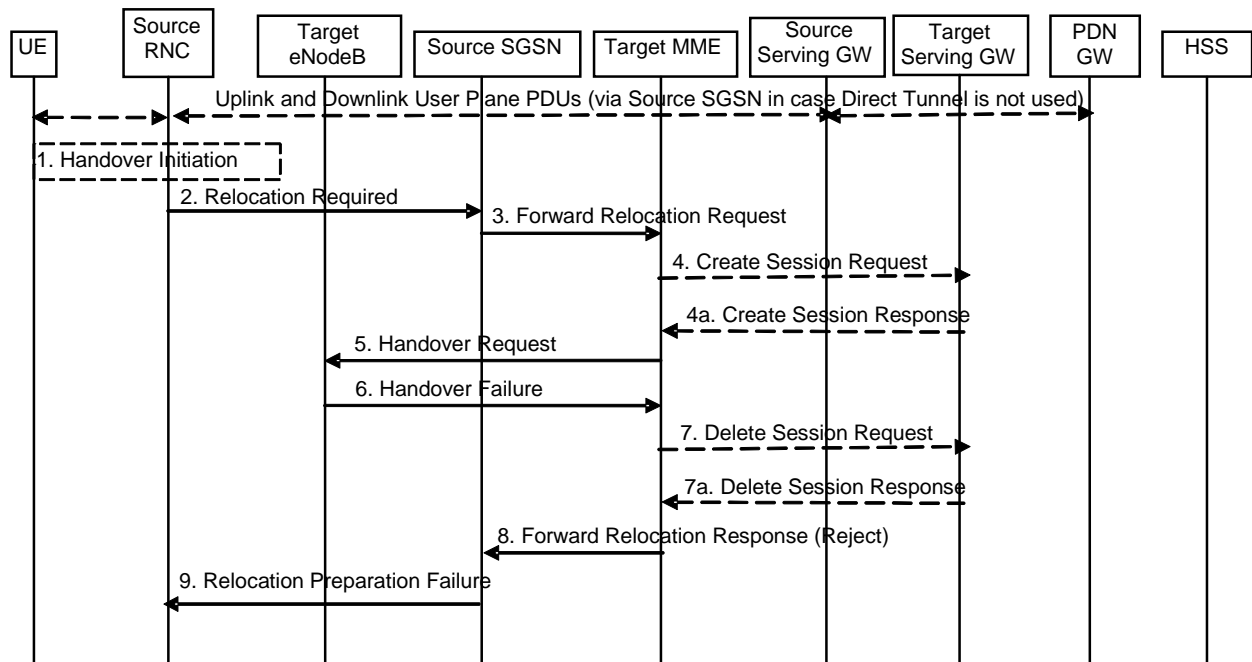 UE
Source
RNC
Target
eNodeB
Source SGSN
Target MME
Source
Serving GW
Target
Serving GW
PDN
GW
HSS
Uplink and Downlink User Plane PDUs (via Source SGSN in case Direct Tunnel is not used)
1. Handover Initiation
2. Relocation Required
3. Forward Relocation Request
4. Create Session Request
4a. Create Session Response
5. Handover Request
6. Handover Failure
7. Delete Session Request
7a. Delete Session Response
8. Forward Relocation Response (Reject)
9. Relocation Preparation Failure